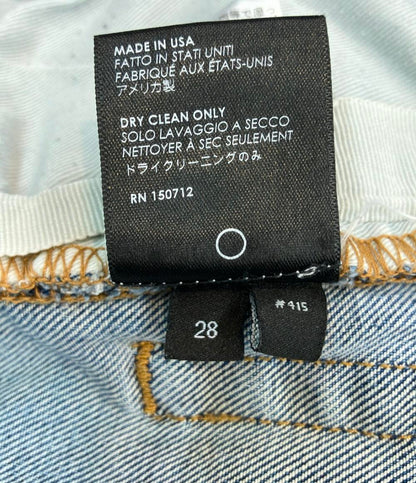 MADE IN USA
FATTO IN STATI UNITI
FABRIQUÉ AUX ÉTATS-UNIS
アメリカ製
DRY CLEAN ONLY
SOLO LAVAGGIO A SECCO
NETTOYER À SEC SEULEMENT
ドライクリーニングのみ
RN 150712
28
#415